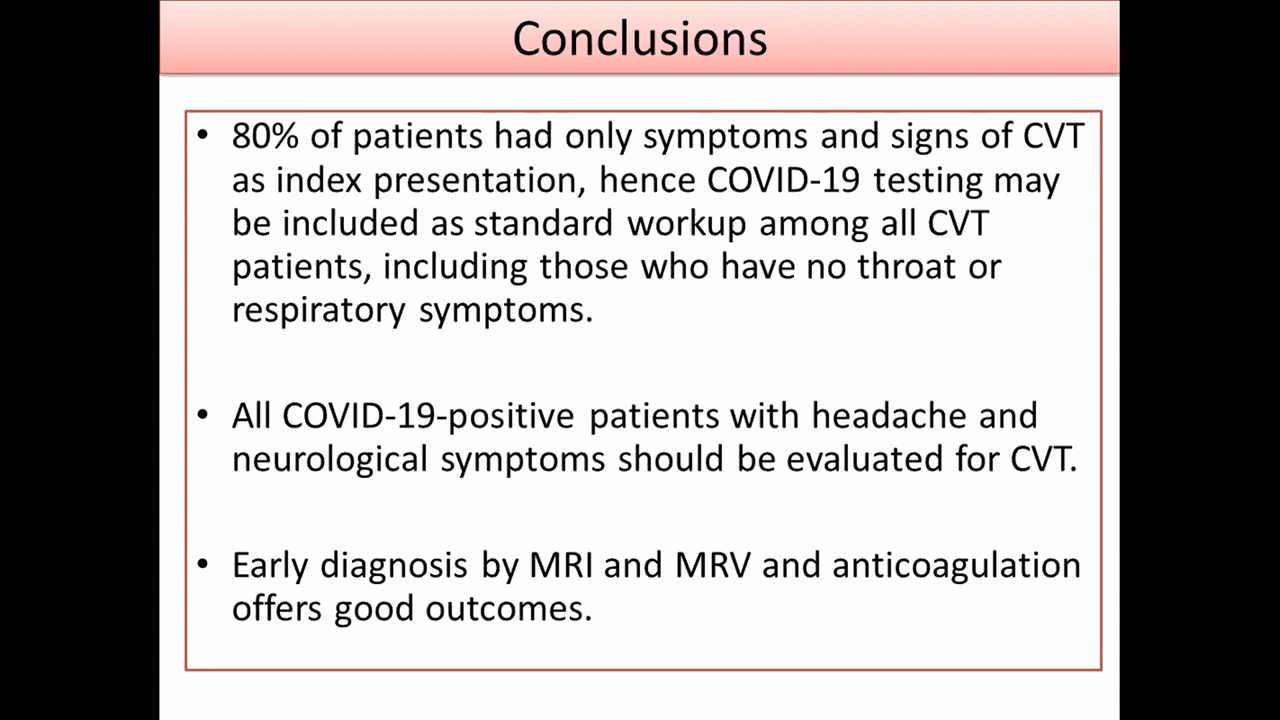 Conclusions
• 80% of patients had only symptoms and signs of CVT
as index presentation, hence COVID-19 testing may
be included as standard workup among all CVT
patients, including those who have no throat or
respiratory symptoms.
• All COVID-19-positive patients with headache and
neurological symptoms should be evaluated for CVT.
• Early diagnosis by MRI and MRV and anticoagulation
offers good outcomes.